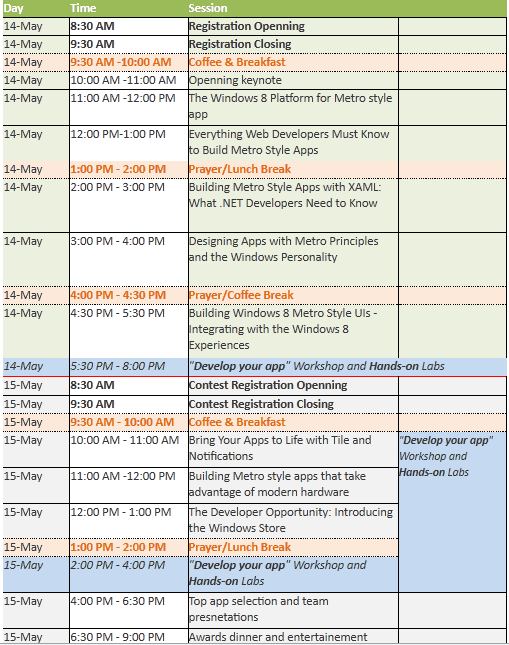 Day Time Session
14-May 8:30 AM Registration Openning
14-May 9:30 AM Registration Closing
14-May 9:30 AM -10:00 AM Coffee & Breakfast
14-May 10:00 AM -11:00 AM Openning keynote
14-May 11:00 AM -12:00 PM The Windows 8 Platform for Metro style
app
14-May 12:00 PM-1:00 PM Everything Web Developers Must Know
to Build Metro Style Apps
14-May 1:00 PM - 2:00 PM Prayer/Lunch Break
14-May 2:00 PM - 3:00 PM Building Metro Style Apps with XAML:
What .NET Developers Need to Know
14-May 3:00 PM - 4:00 PM Designing Apps with Metro Principles
and the Windows Personality
14-May 4:00 PM - 4:30 PM Prayer/Coffee Break
14-May 4:30 PM - 5:30 PM Building Windows 8 Metro Style UIs -
Integrating with the Windows 8
Experiences
14-May 5:30 PM - 8:00 PM "Develop your app" Workshop and Hands-on Labs
15-May 8:30 AM Contest Registration Openning
15-May 9:30 AM Contest Registration Closing
15-May 9:30 AM - 10:00 AM Coffee & Breakfast
15-May 10:00 AM - 11:00 AM Bring Your Apps to Life with Tile and
Notifications
"Develop your app"
Workshop and
Hands-on Labs
15-May 11:00 AM -12:00 PM Building Metro style apps that take
advantage of modern hardware
15-May 12:00 PM - 1:00 PM The Developer Opportunity: Introducing
the Windows Store
15-May 1:00 PM - 2:00 PM Prayer/Lunch Break
15-May 2:00 PM - 4:00 PM "Develop your app" Workshop and
Hands-on Labs
15-May 4:00 PM - 6:30 PM Top app selection and team
presnetations
15-May 6:30 PM - 9:00 PM Awards dinner and entertainement